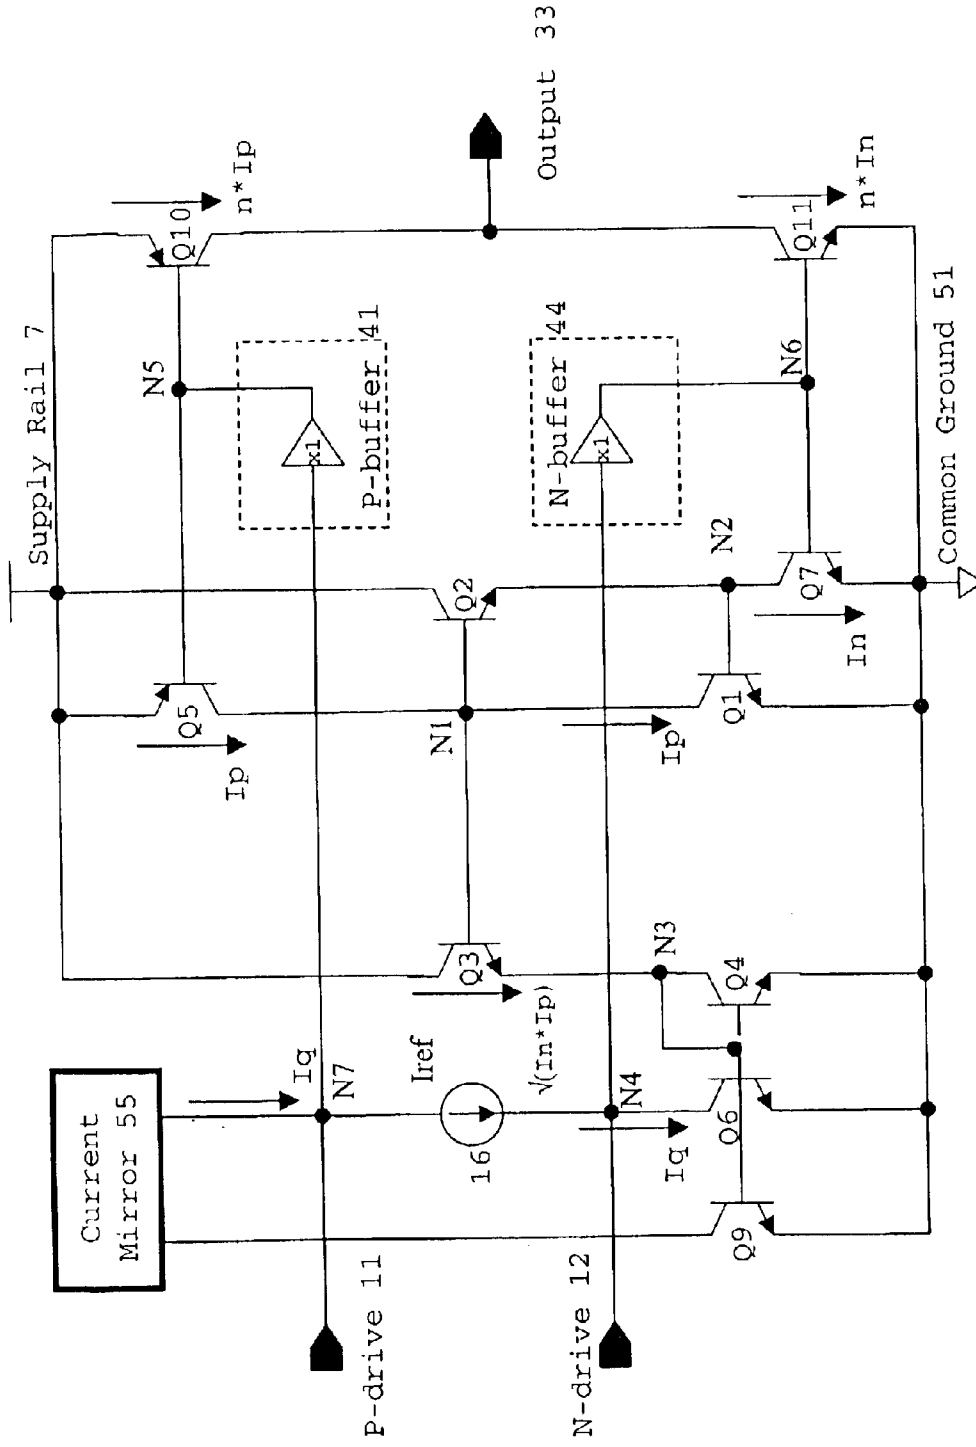 Supply Rail 7
Current
Mirror 55
Iq
N7
Iref
16
√(In*Ip)
N4
Iq
P-drive 11
N-drive 12
Q3
N3
Q4
Q6
Q9
Q5
Ip
N1
Ip
Q1
Q2
N2
Q7
In
N5
x1
P-buffer 41
x1
N-buffer 44
N6
Q10
n*Ip
Output 33
Q11
n*In
Common Ground 51